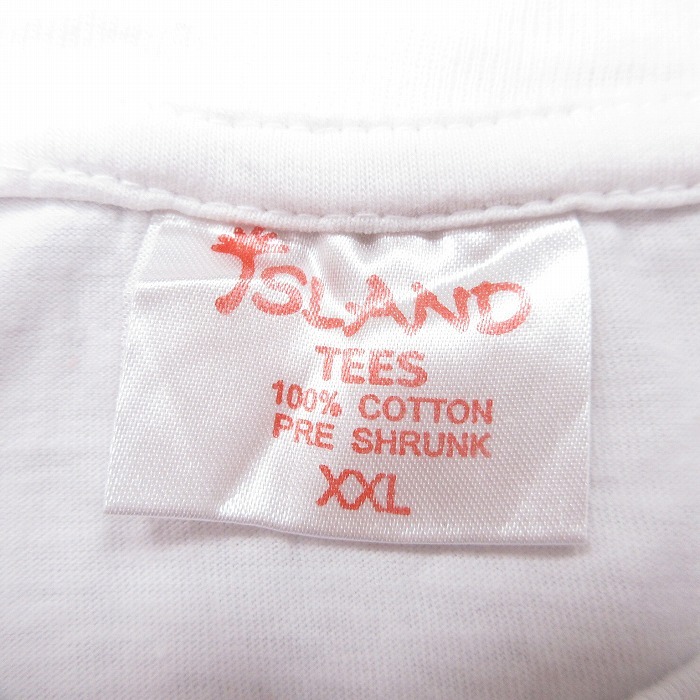 ISLAND
TEES
100% COTTON
PRE SHRUNK
XXL